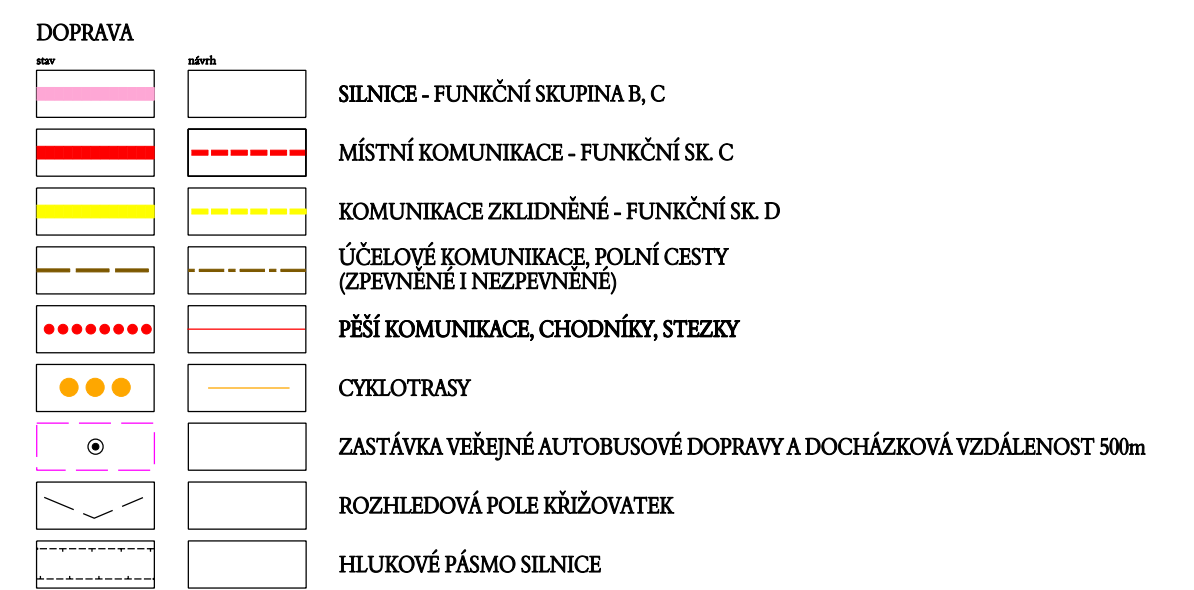 DOPRAVA
stav návrh
SILNICE - FUNKČNÍ SKUPINA B, C
MÍSTNÍ KOMUNIKACE - FUNKČNÍ SK. C
KOMUNIKACE ZKLIDNĚNÉ - FUNKČNÍ SK. D
ÚČELOVÉ KOMUNIKACE, POLNÍ CESTY
(ZPEVNĚNÉ I NEZPEVNĚNÉ)
PĚŠÍ KOMUNIKACE, CHODNÍKY, STEZKY
CYKLOTRASY
ZASTÁVKA VEŘEJNÉ AUTOBUSOVÉ DOPRAVY A DOCHÁZKOVÁ VZDÁLENOST 500m
ROZHLEDOVÁ POLE KŘIŽOVATEK
HLUKOVÉ PÁSMO SILNICE